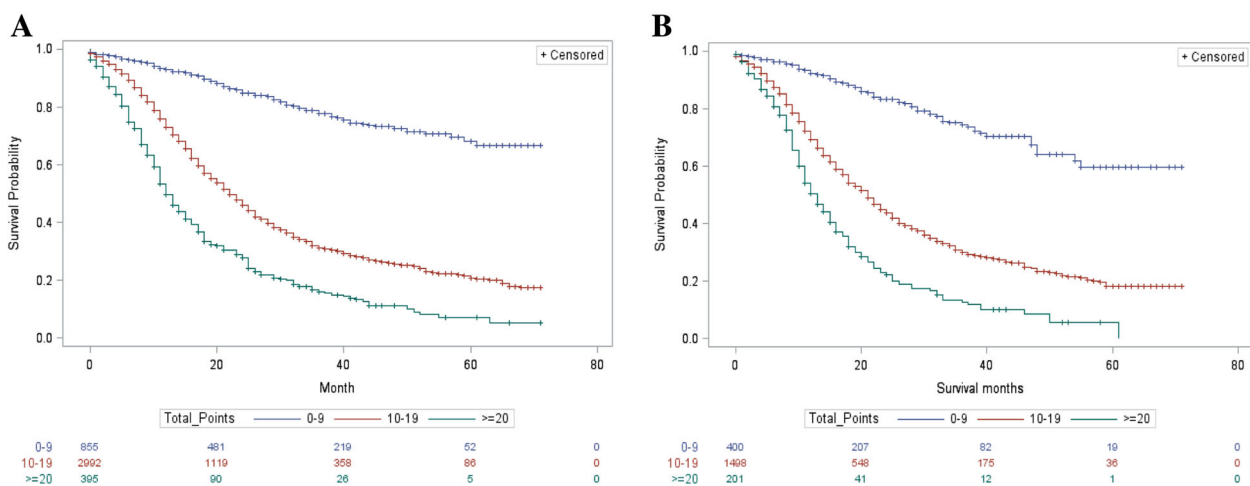 A
1.0
0.8
0.6
0.4
0.2
0.0
Survival Probability
+ Censored
0 20 40 60 80
Month
Total_Points 0-9 10-19 >=20
0-9 855 481 219 52 0
10-19 2992 1119 358 86 0
>=20 395 90 26 5 0
B
1.0
0.8
0.6
0.4
0.2
0.0
Survival Probability
+ Censored
0 20 40 60 80
Survival months
Total_Points 0-9 10-19 >=20
0-9 400 207 82 19 0
10-19 1498 548 175 36 0
>=20 201 41 12 1 0